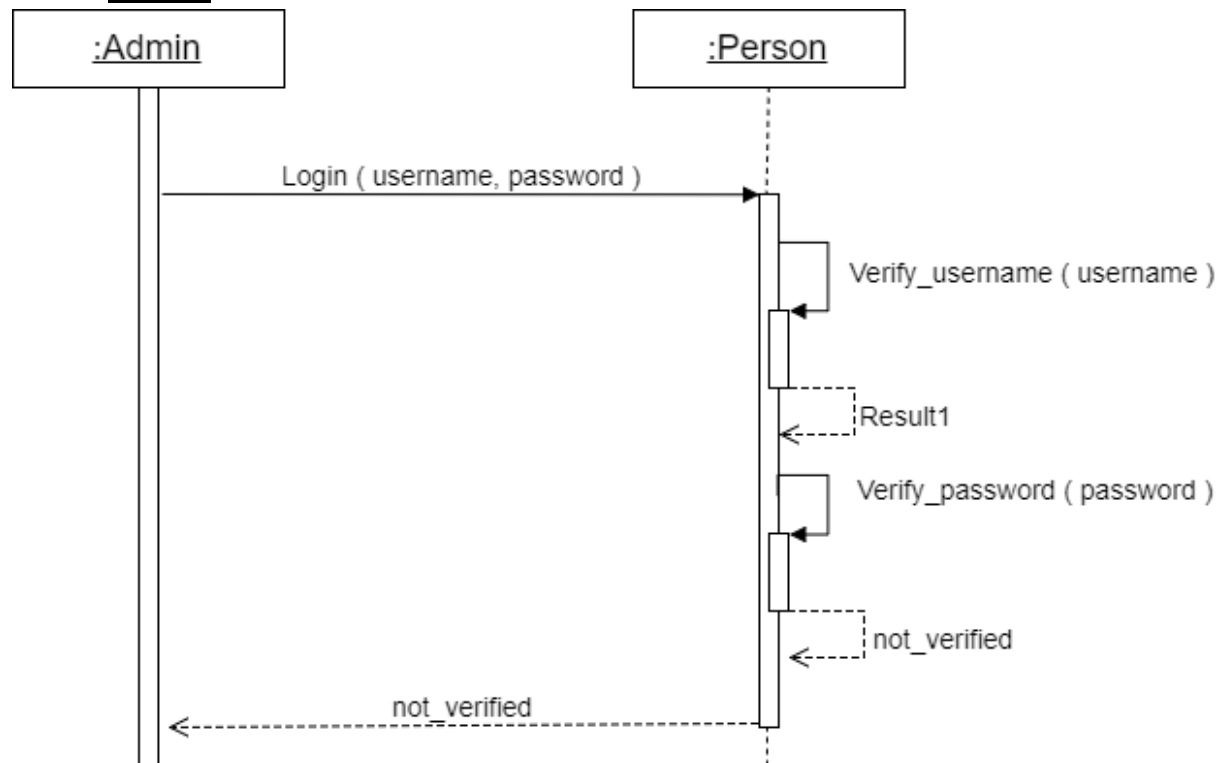 :Admin
:Person
Login ( username, password )
Verify_username ( username )
Result1
Verify_password ( password )
not_verified
not_verified